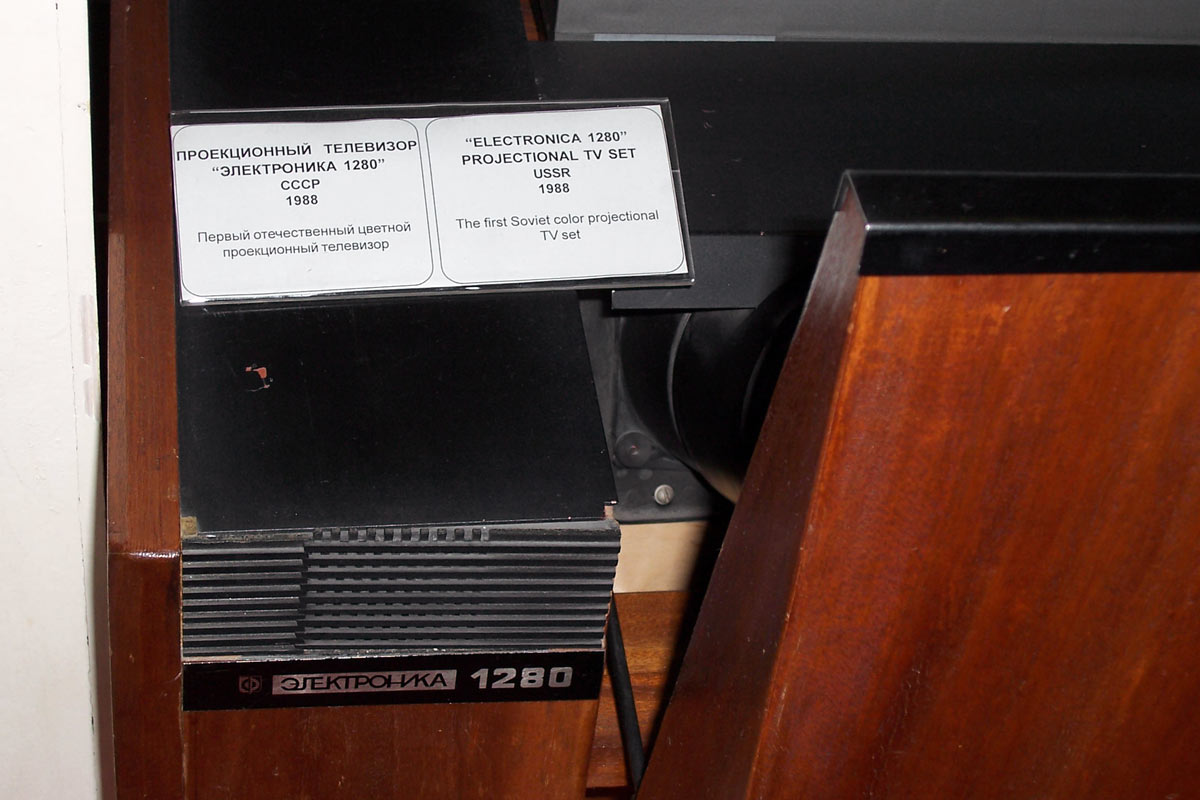 ПРОЕКЦИОННЫЙ ТЕЛЕВИЗОР
“ЭЛЕКТРОНИКА 1280”
СССР
1988
Первый отечественный цветной
проекционный телевизор
“ELECTRONICA 1280”
PROJECTIONAL TV SET
USSR
1988
The first Soviet color projectional
TV set
ЭЛЕКТРОНИКА 1280